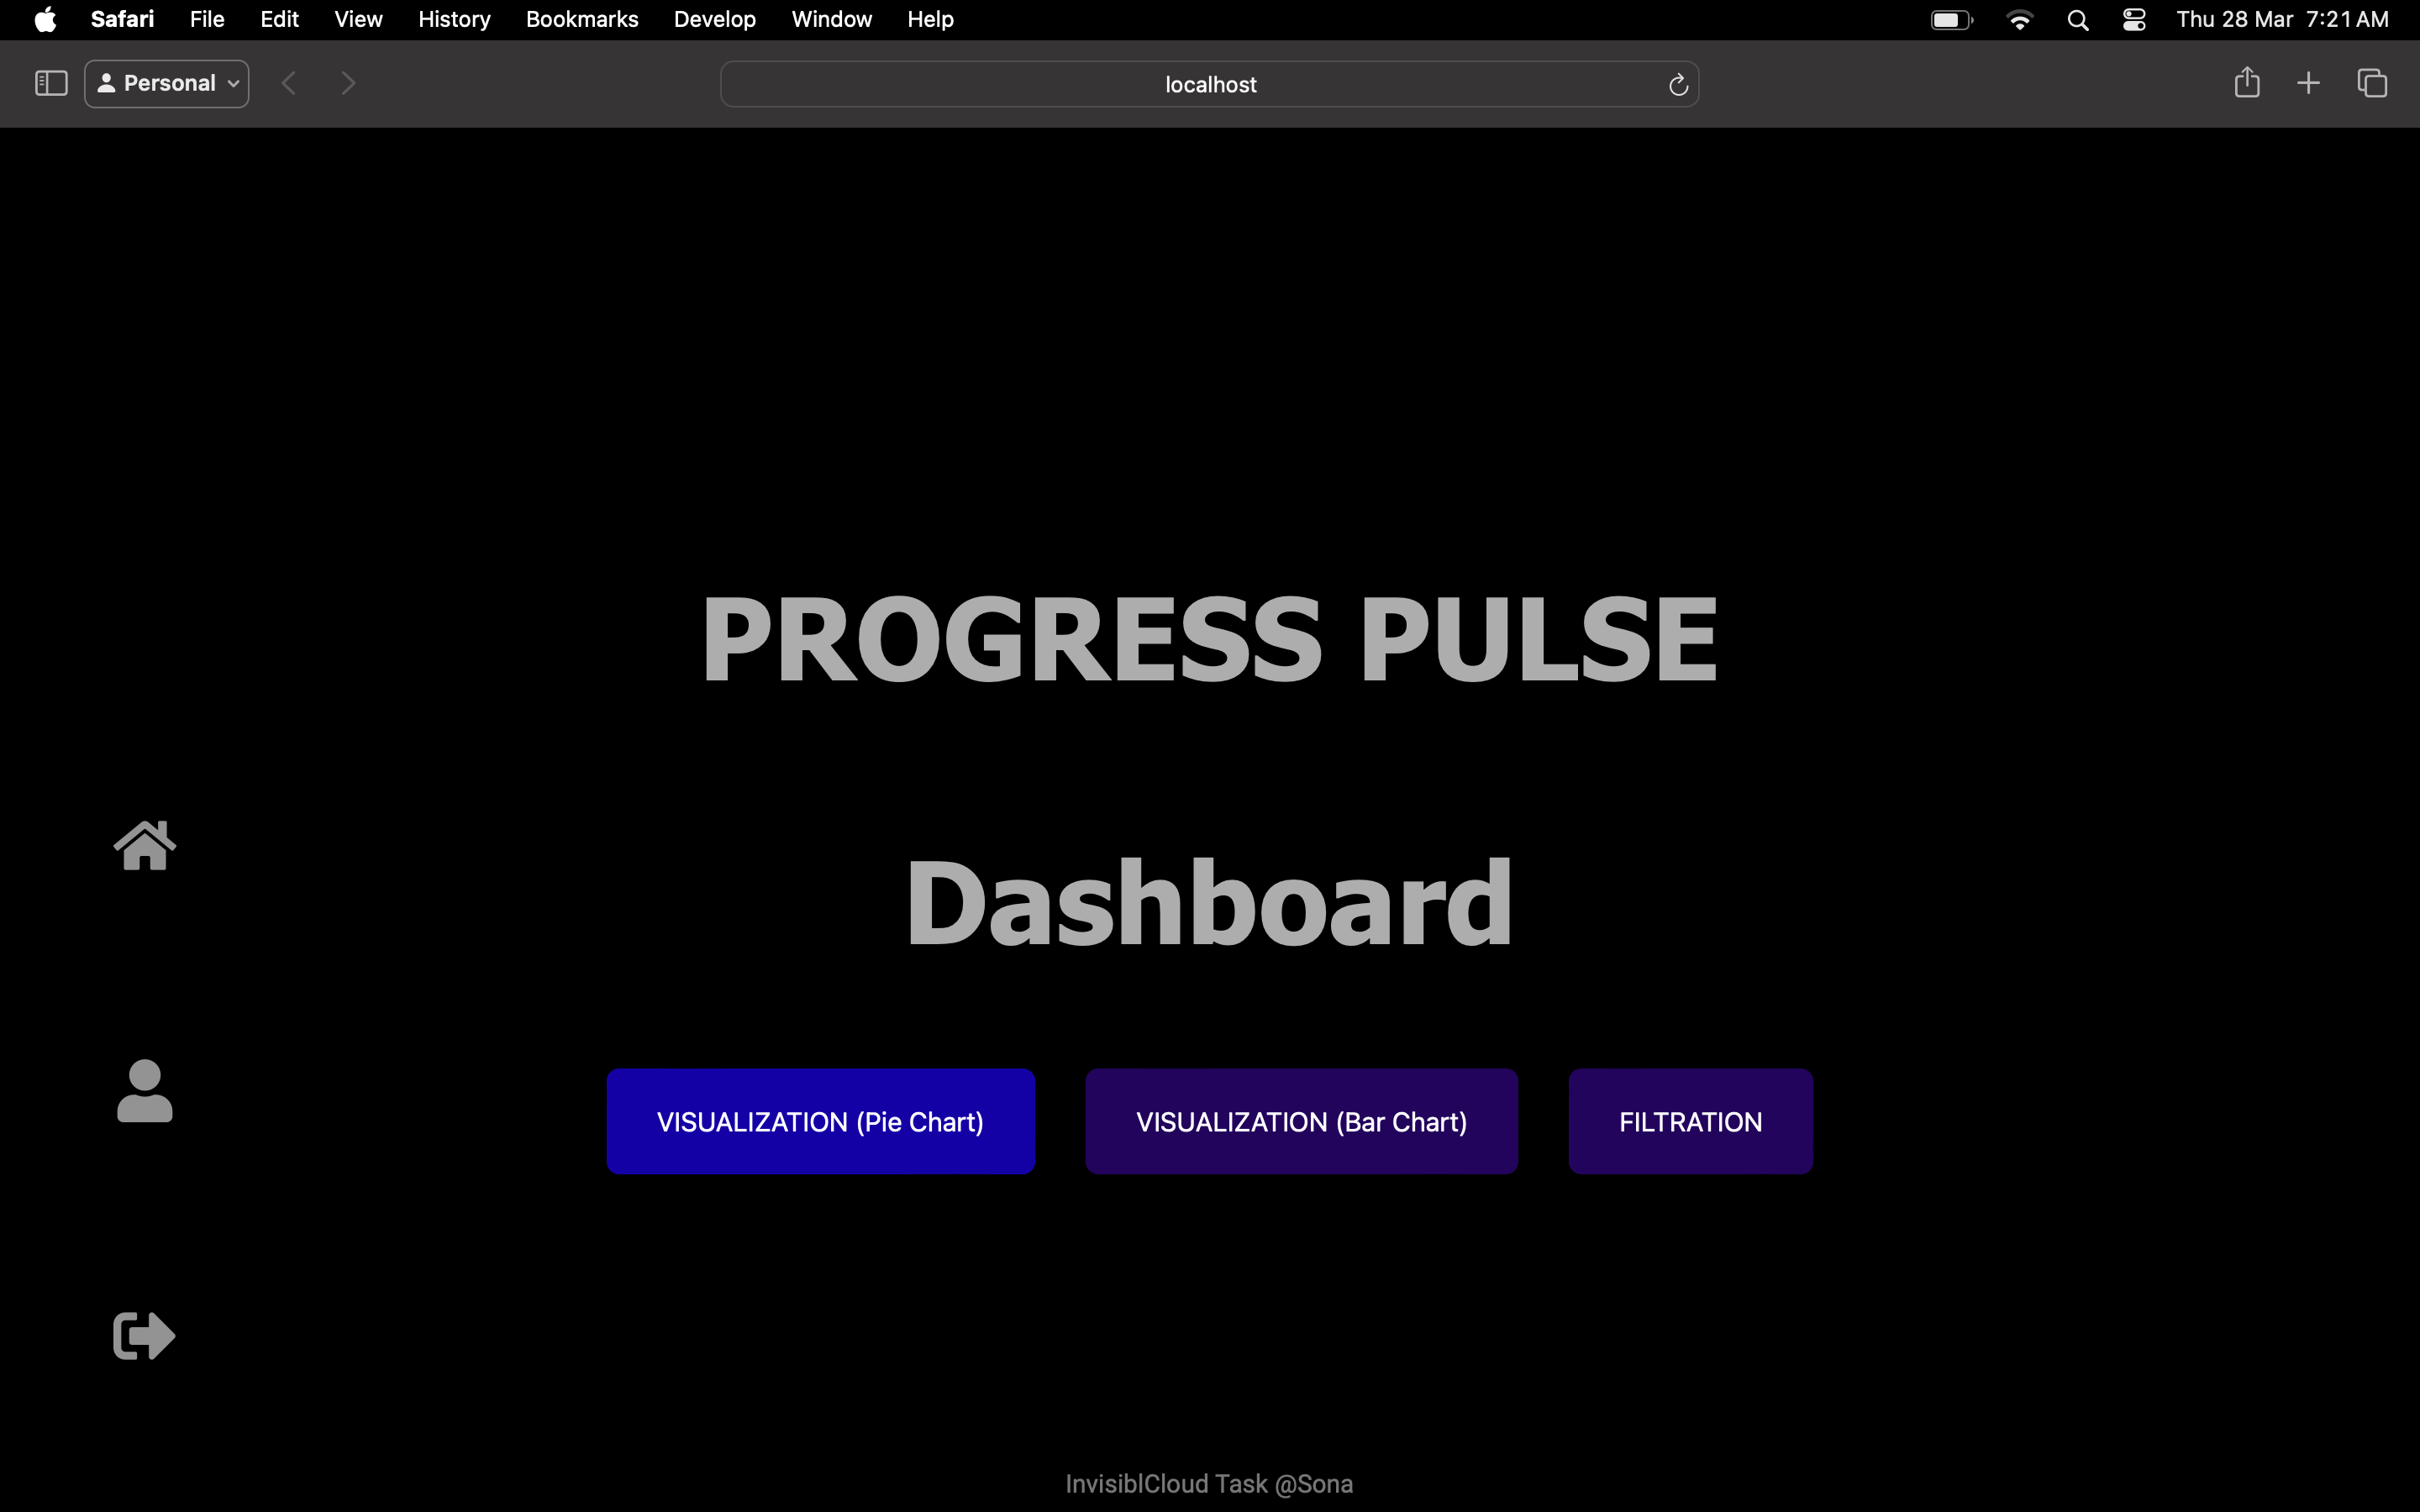 Safari File Edit View History Bookmarks Develop Window Help Thu 28 Mar 7:21 AM
Personal localhost
PROGRESS PULSE
Dashboard
VISUALIZATION (Pie Chart) VISUALIZATION (Bar Chart) FILTRATION
InvisiblCloud Task @Sona